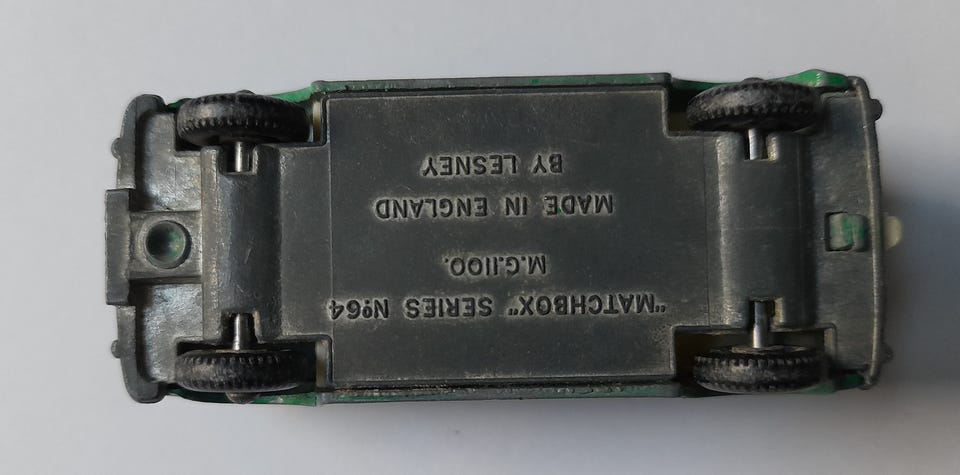 "MATCHBOX" SERIES Nº64
M.G.1100.
MADE IN ENGLAND
BY LESNEY